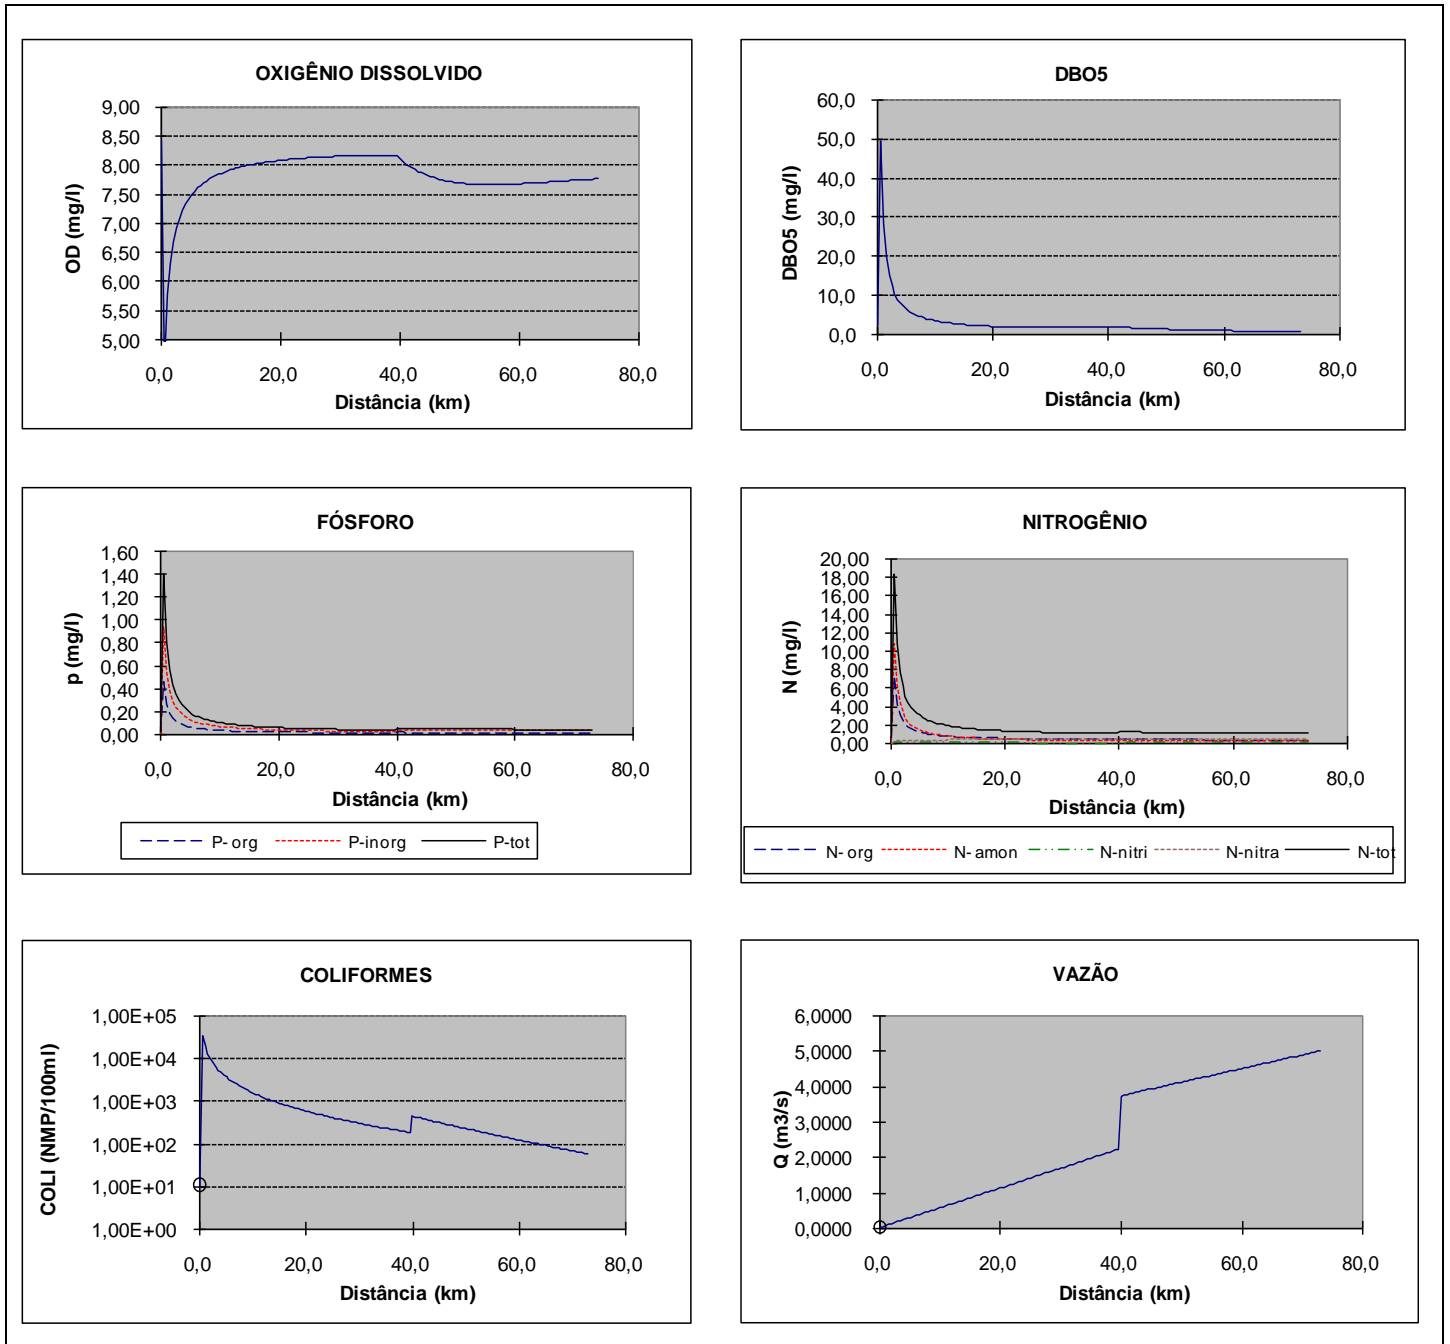 OXIGÊNIO DISSOLVIDO
OD (mg/l)
9,00
8,50
8,00
7,50
7,00
6,50
6,00
5,50
5,00
0,0 20,0 40,0 60,0 80,0
Distância (km)
DBO5
DBO5 (mg/l)
60,0
50,0
40,0
30,0
20,0
10,0
0,0
0,0 20,0 40,0 60,0 80,0
Distância (km)
FÓSFORO
p (mg/l)
1,60
1,40
1,20
1,00
0,80
0,60
0,40
0,20
0,00
0,0 20,0 40,0 60,0 80,0
Distância (km)
P- org P-inorg P-tot
NITROGÊNIO
N (mg/l)
20,00
18,00
16,00
14,00
12,00
10,00
8,00
6,00
4,00
2,00
0,00
0,0 20,0 40,0 60,0 80,0
Distância (km)
N- org N- amon N-nitri N-nitra N-tot
COLIFORMES
COLI (NMP/100ml)
1,00E+05
1,00E+04
1,00E+03
1,00E+02
1,00E+01
1,00E+00
0,0 20,0 40,0 60,0 80,0
Distância (km)
VAZÃO
Q (m3/s)
6,0000
5,0000
4,0000
3,0000
2,0000
1,0000
0,0000
0,0 20,0 40,0 60,0 80,0
Distância (km)